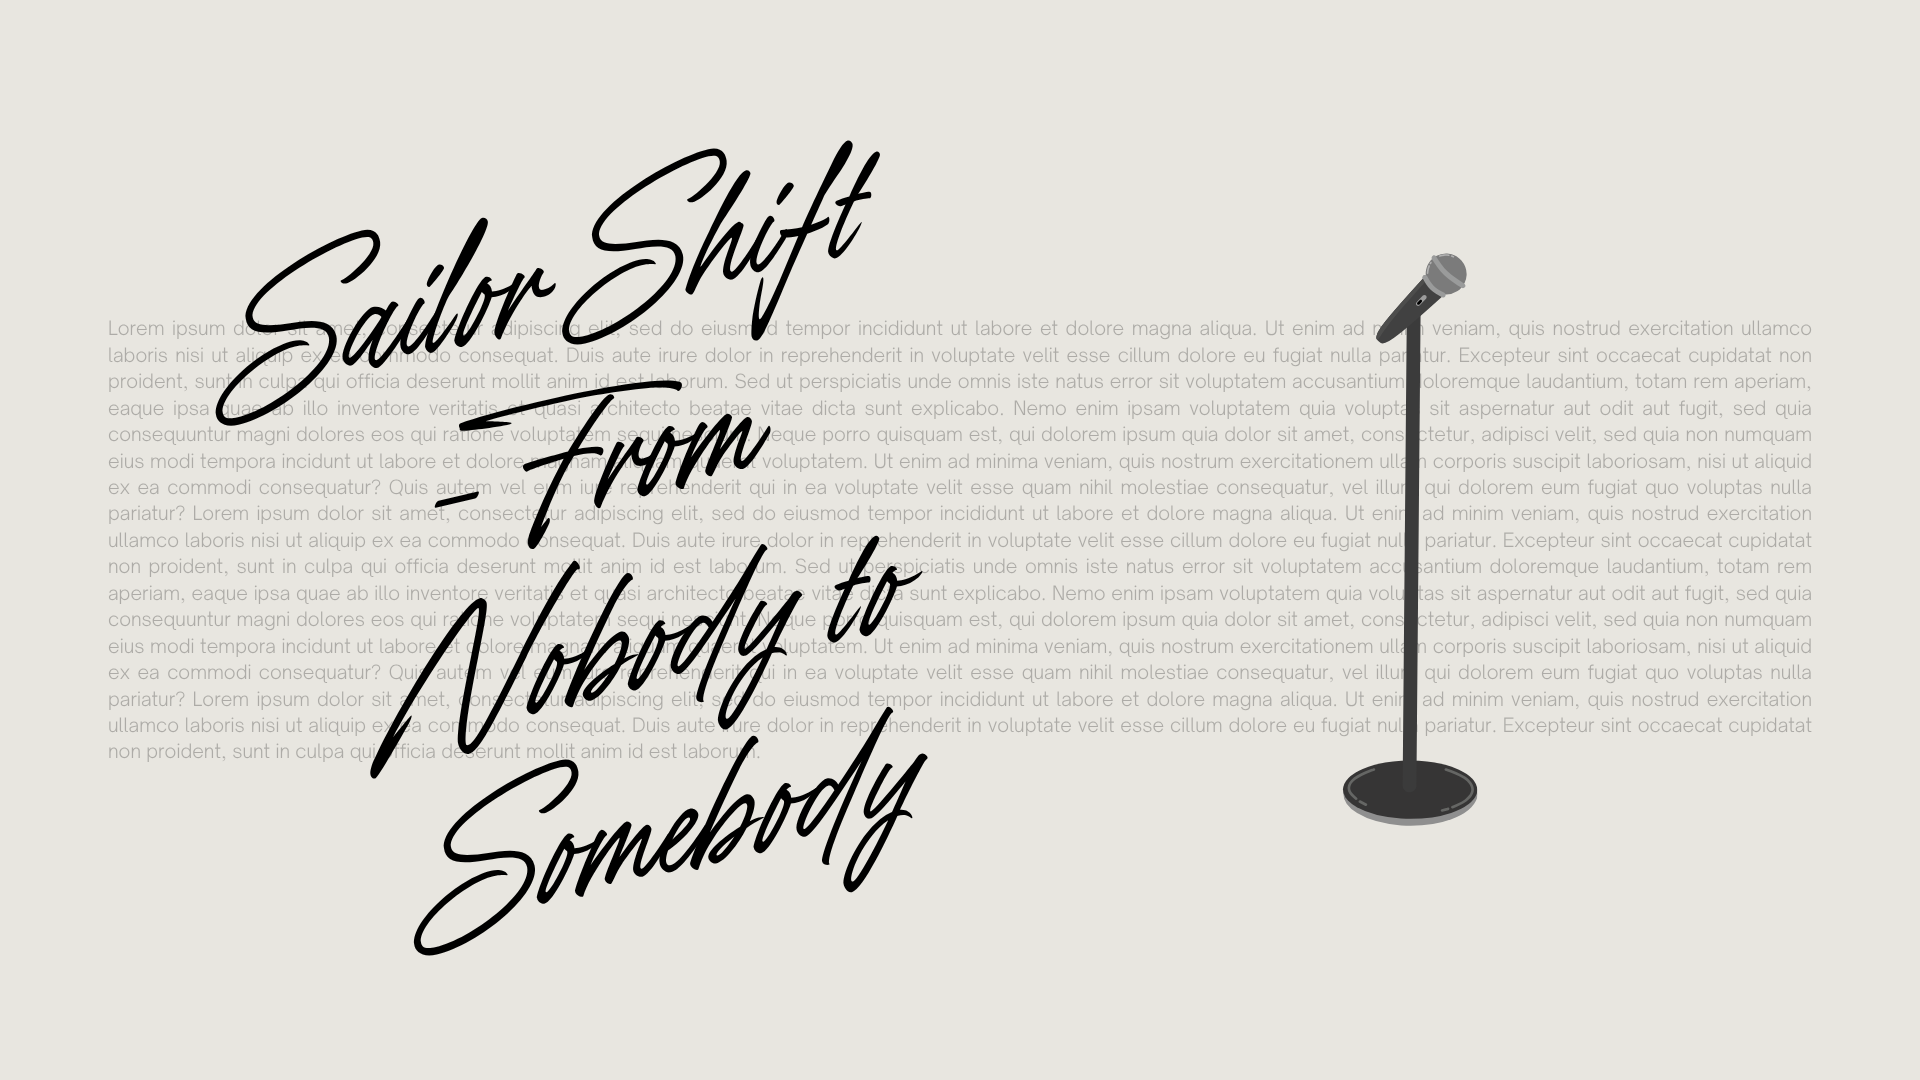 Sailor Shift
From
Nobody to
Somebody
Lorem ipsum dolor sit amet, consectetur adipiscing elit, sed do eiusmod tempor incididunt ut labore et dolore magna aliqua. Ut enim ad minim veniam, quis nostrud exercitation ullamco
laboris nisi ut aliquip ex ea commodo consequat. Duis aute irure dolor in reprehenderit in voluptate velit esse cillum dolore eu fugiat nulla pariatur. Excepteur sint occaecat cupidatat non
proident, sunt in culpa qui officia deserunt mollit anim id est laborum. Sed ut perspiciatis unde omnis iste natus error sit voluptatem accusantium doloremque laudantium, totam rem aperiam,
eaque ipsa quae ab illo inventore veritatis et quasi architecto beatae vitae dicta sunt explicabo. Nemo enim ipsam voluptatem quia voluptas sit aspernatur aut odit aut fugit, sed quia
consequuntur magni dolores eos qui ratione voluptatem sequi nesciunt. Neque porro quisquam est, qui dolorem ipsum quia dolor sit amet, consectetur, adipisci velit, sed quia non numquam
eius modi tempora incidunt ut labore et dolore magnam aliquam quaerat voluptatem. Ut enim ad minima veniam, quis nostrum exercitationem ullam corporis suscipit laboriosam, nisi ut aliquid
ex ea commodi consequatur? Quis autem vel eum iure reprehenderit qui in ea voluptate velit esse quam nihil molestiae consequatur, vel illum qui dolorem eum fugiat quo voluptas nulla
pariatur? Lorem ipsum dolor sit amet, consectetur adipiscing elit, sed do eiusmod tempor incididunt ut labore et dolore magna aliqua. Ut enim ad minim veniam, quis nostrud exercitation
ullamco laboris nisi ut aliquip ex ea commodo consequat. Duis aute irure dolor in reprehenderit in voluptate velit esse cillum dolore eu fugiat nulla pariatur. Excepteur sint occaecat cupidatat
non proident, sunt in culpa qui officia deserunt mollit anim id est laborum. Sed ut perspiciatis unde omnis iste natus error sit voluptatem accusantium doloremque laudantium, totam rem
aperiam, eaque ipsa quae ab illo inventore veritatis et quasi architecto beatae vitae dicta sunt explicabo. Nemo enim ipsam voluptatem quia voluptas sit aspernatur aut odit aut fugit, sed quia
consequuntur magni dolores eos qui ratione voluptatem sequi nesciunt. Neque porro quisquam est, qui dolorem ipsum quia dolor sit amet, consectetur, adipisci velit, sed quia non numquam
eius modi tempora incidunt ut labore et dolore magnam aliquam quaerat voluptatem. Ut enim ad minima veniam, quis nostrum exercitationem ullam corporis suscipit laboriosam, nisi ut aliquid
ex ea commodi consequatur? Quis autem vel eum iure reprehenderit qui in ea voluptate velit esse quam nihil molestiae consequatur, vel illum qui dolorem eum fugiat quo voluptas nulla
pariatur? Lorem ipsum dolor sit amet, consectetur adipiscing elit, sed do eiusmod tempor incididunt ut labore et dolore magna aliqua. Ut enim ad minim veniam, quis nostrud exercitation
ullamco laboris nisi ut aliquip ex ea commodo consequat. Duis aute irure dolor in reprehenderit in voluptate velit esse cillum dolore eu fugiat nulla pariatur. Excepteur sint occaecat cupidatat
non proident, sunt in culpa qui officia deserunt mollit anim id est laborum.